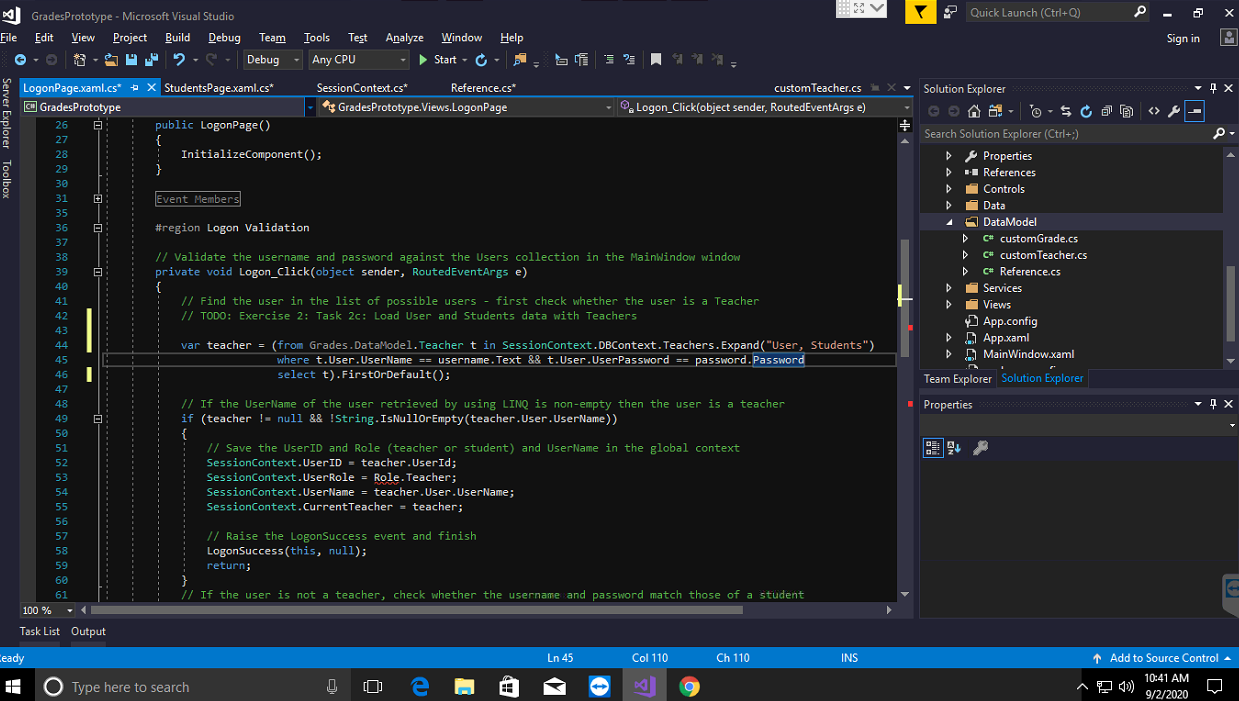 GradesPrototype - Microsoft Visual Studio
Quick Launch (Ctrl+Q)
File Edit View Project Build Debug Team Tools Test Analyze Window Help
Sign in
Debug Any CPU Start
Server Explorer
Toolbox
LogonPage.xaml.cs* StudentsPage.xaml.cs* SessionContext.cs* Reference.cs* customTeacher.cs
GradesPrototype GradesPrototype.Views.LogonPage Logon_Click(object sender, RoutedEventArgs e)
26 public LogonPage()
27 {
28 InitializeComponent();
29 }
30
31 Event Members
35
36 #region Logon Validation
37
38 // Validate the username and password against the Users collection in the MainWindow window
39 private void Logon_Click(object sender, RoutedEventArgs e)
40 {
41 // Find the user in the list of possible users - first check whether the user is a Teacher
42 // TODO: Exercise 2: Task 2c: Load User and Students data with Teachers
43
44 var teacher = (from Grades.DataModel.Teacher t in SessionContext.DBContext.Teachers.Expand("User, Students")
45 where t.User.UserName == username.Text && t.User.UserPassword == password.Password
46 select t).FirstOrDefault();
47
48 // If the UserName of the user retrieved by using LINQ is non-empty then the user is a teacher
49 if (teacher != null && !String.IsNullOrEmpty(teacher.User.UserName))
50 {
51 // Save the UserID and Role (teacher or student) and UserName in the global context
52 SessionContext.UserID = teacher.UserId;
53 SessionContext.UserRole = Role.Teacher;
54 SessionContext.UserName = teacher.User.UserName;
55 SessionContext.CurrentTeacher = teacher;
56
57 // Raise the LogonSuccess event and finish
58 LogonSuccess(this, null);
59 return;
60 }
61 // If the user is not a teacher, check whether the username and password match those of a student
100 %
Solution Explorer
Search Solution Explorer (Ctrl+;)
Properties
References
Controls
Data
DataModel
C# customGrade.cs
C# customTeacher.cs
C# Reference.cs
Services
Views
App.config
App.xaml
MainWindow.xaml
Team Explorer Solution Explorer
Properties
Task List Output
eady Ln 45 Col 110 Ch 110 INS Add to Source Control
Type here to search
10:41 AM
9/2/2020